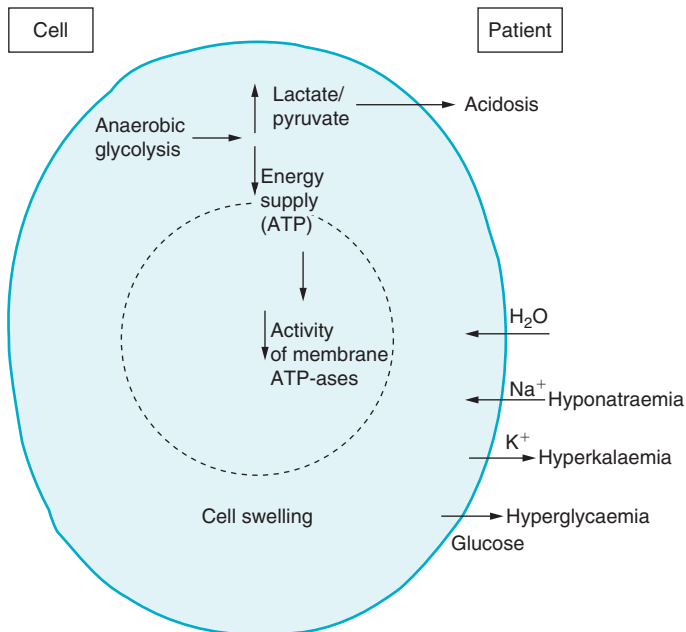 Cell
Patient
Lactate/
pyruvate
Acidosis
Anaerobic
glycolysis
Energy
supply
(ATP)
Activity
of membrane
ATP-ases
H₂O
Na⁺
Hyponatraemia
K⁺
Hyperkalaemia
Cell swelling
Hyperglycaemia
Glucose